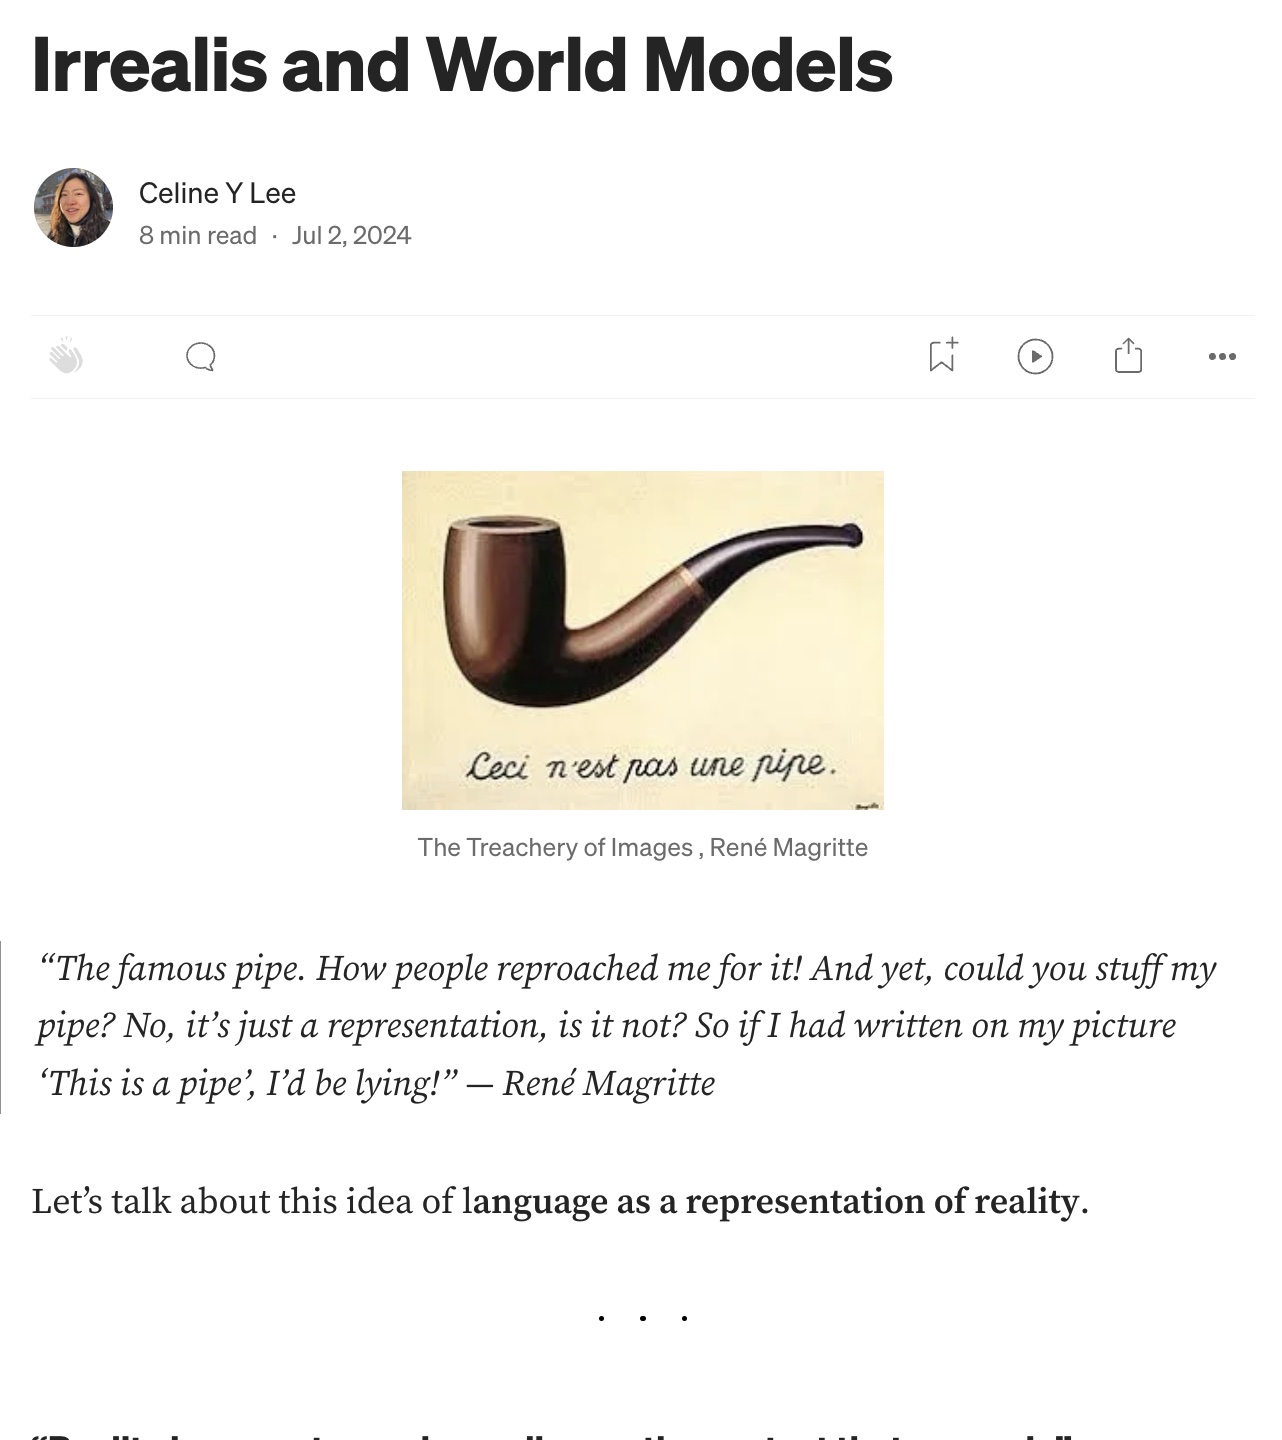 Irrealis and World Models
Celine Y Lee
8 min read · Jul 2, 2024
Ceci n'est pas une pipe.
The Treachery of Images , René Magritte
“The famous pipe. How people reproached me for it! And yet, could you stuff my
pipe? No, it’s just a representation, is it not? So if I had written on my picture
‘This is a pipe’, I’d be lying!” — René Magritte
Let’s talk about this idea of language as a representation of reality.
. . .